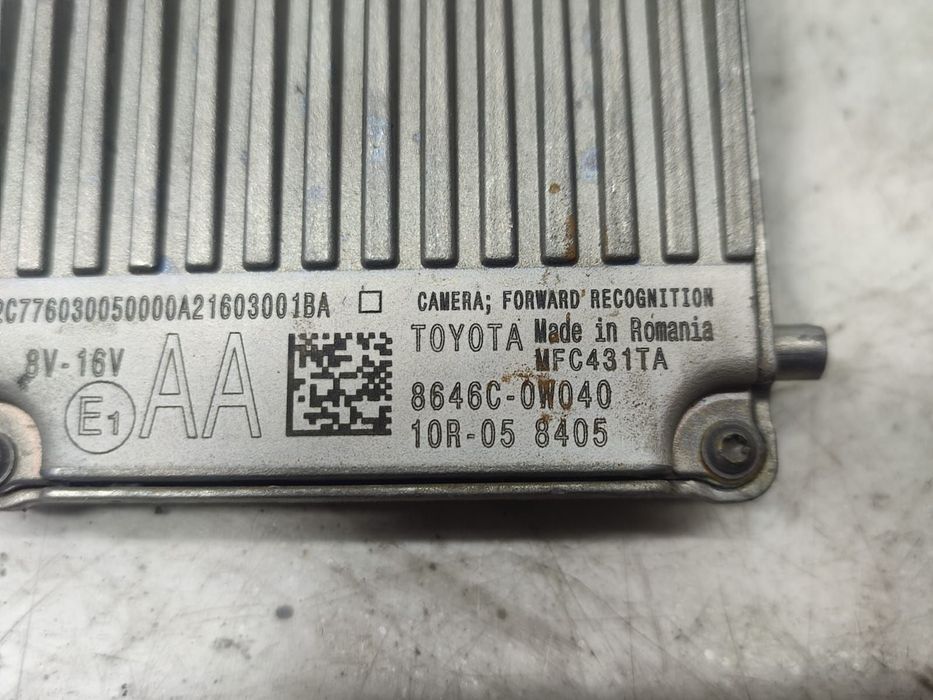 2C776030050000A21603001BA
CAMERA; FORWARD RECOGNITION
TOYOTA Made in Romania
8V-16V AA MFC431TA
E1 8646C-0W040
10R-05 8405